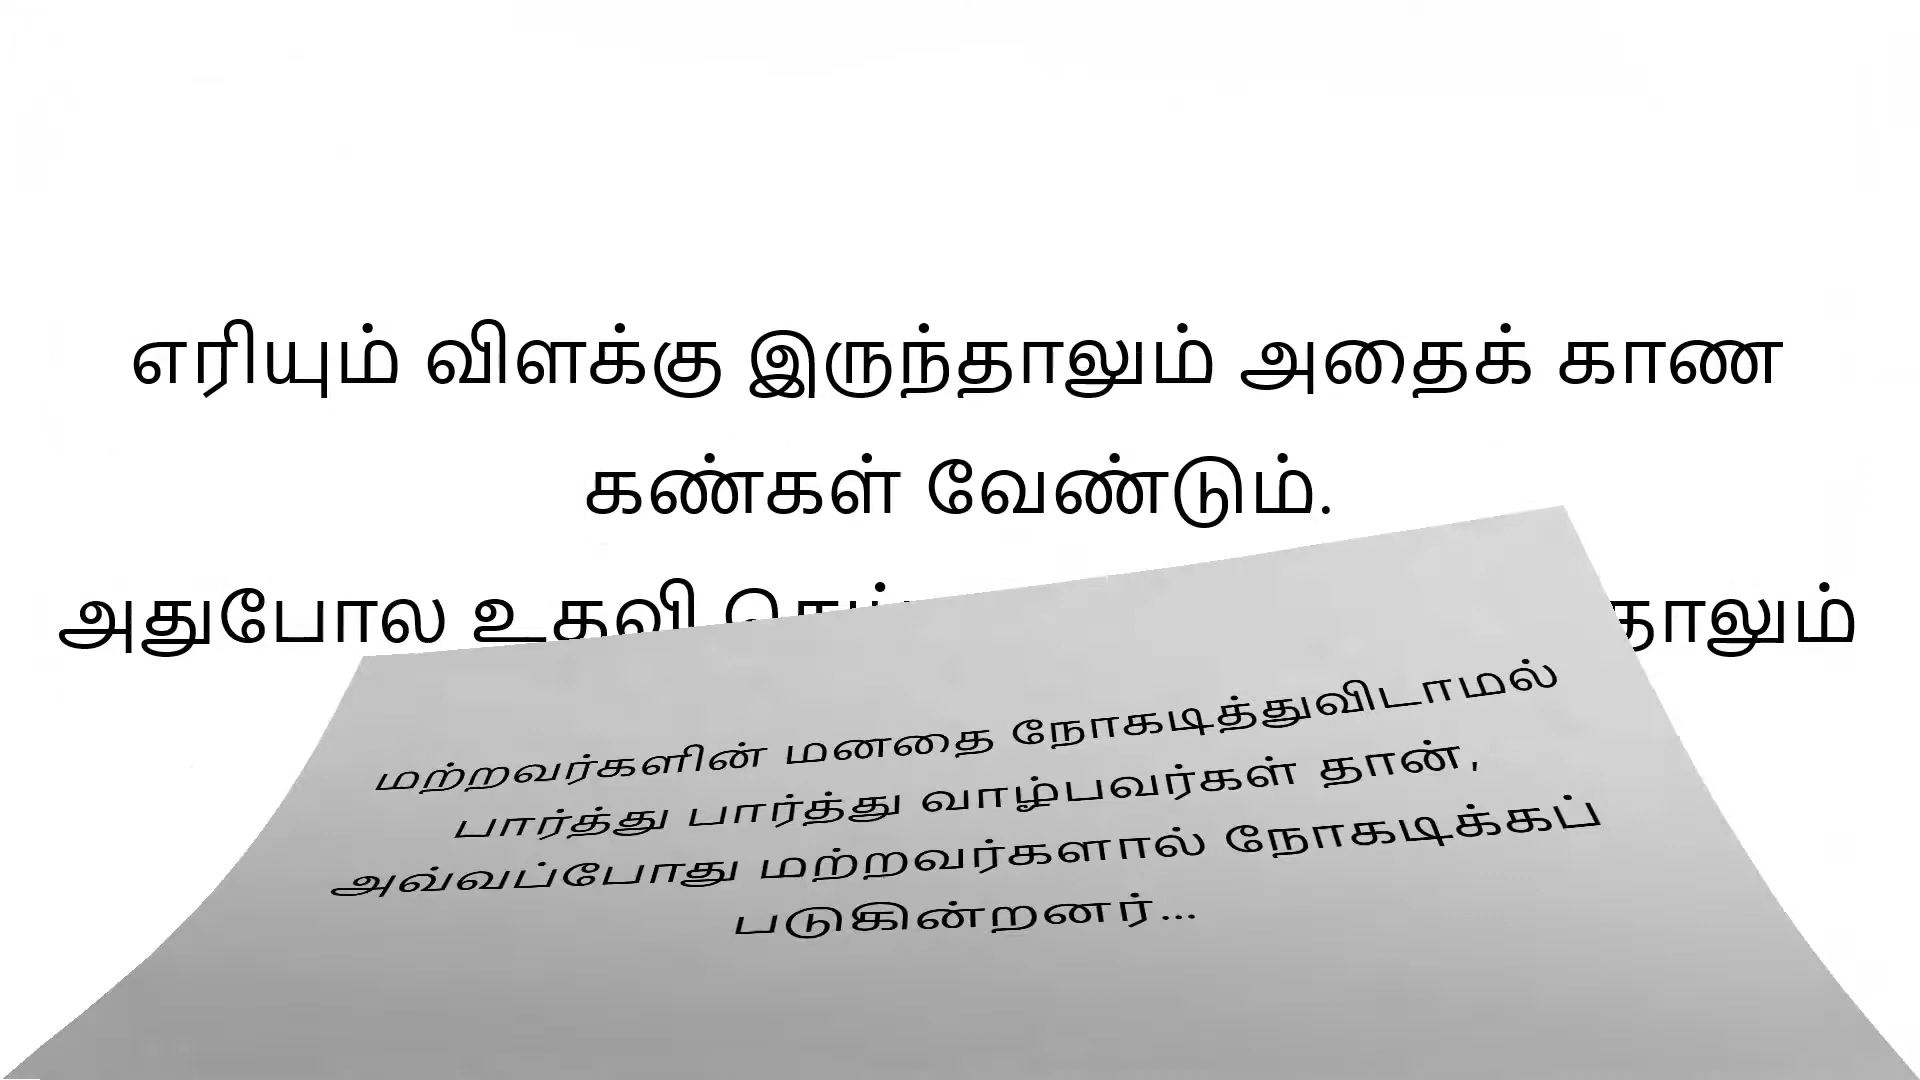 எரியும் விளக்கு இருந்தாலும் அதைக் காண
கண்கள் வேண்டும்.
அதுபோல உதவி
மற்றவர்களின் மனதை நோகடித்துவிடாமல்
பார்த்து பார்த்து வாழ்பவர்கள் தான்,
அவ்வப்போது மற்றவர்களால் நோகடிக்கப்
படுகின்றனர்...